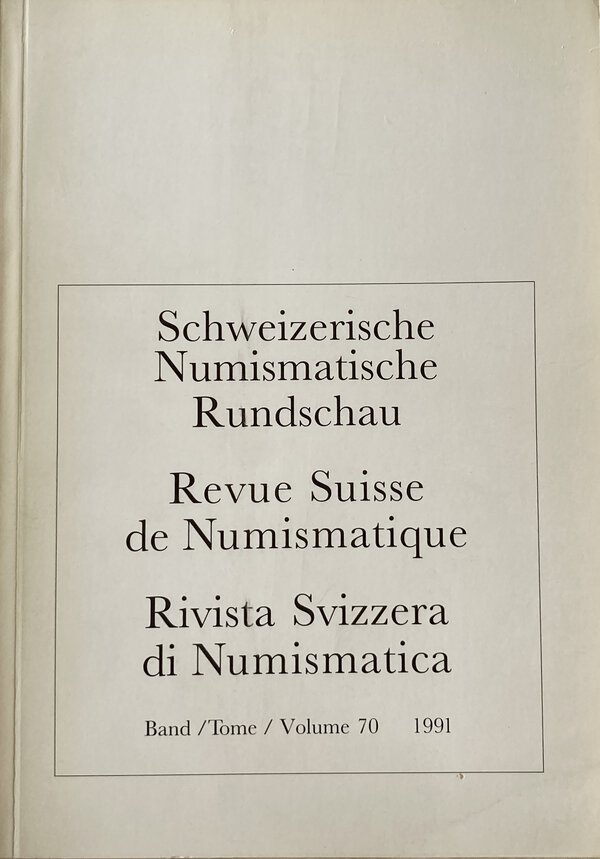 Schweizerische
Numismatische
Rundschau
Revue Suisse
de Numismatique
Rivista Svizzera
di Numismatica
Band /Tome / Volume 70 1991